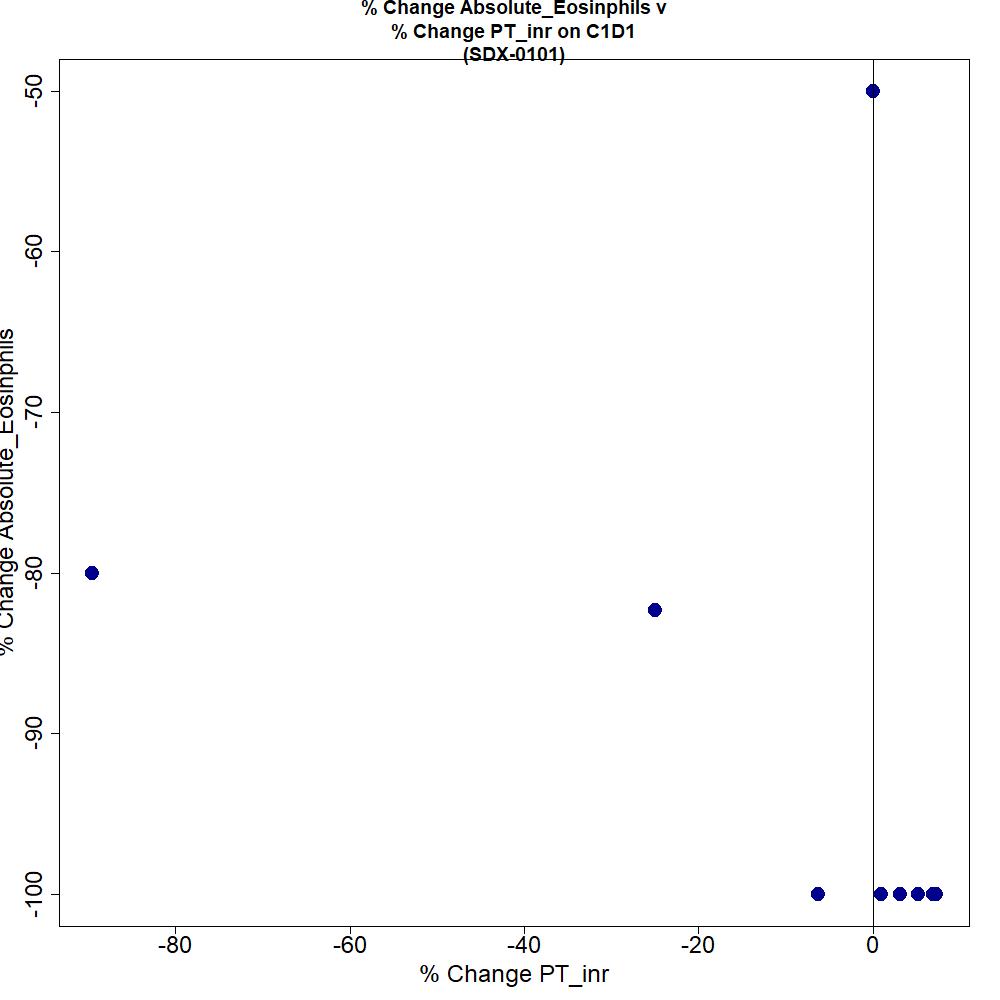 % Change Absolute_Eosinphils v
% Change PT_inr on C1D1
(SDX-0101)
% Change Absolute_Eosinphils
-50
-60
-70
-80
-90
-100
-80
-60
-40
-20
0
% Change PT_inr